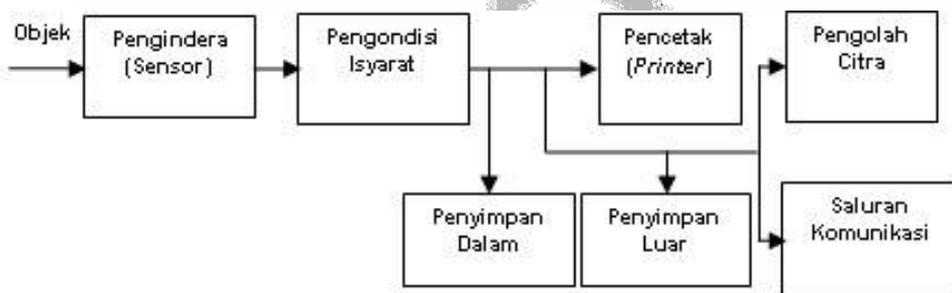 Objek
Pengindera
(Sensor)
Pengondisi
Isyarat
Pencetak
(Printer)
Pengolah
Citra
Penyimpan
Dalam
Penyimpan
Luar
Saluran
Komunikasi